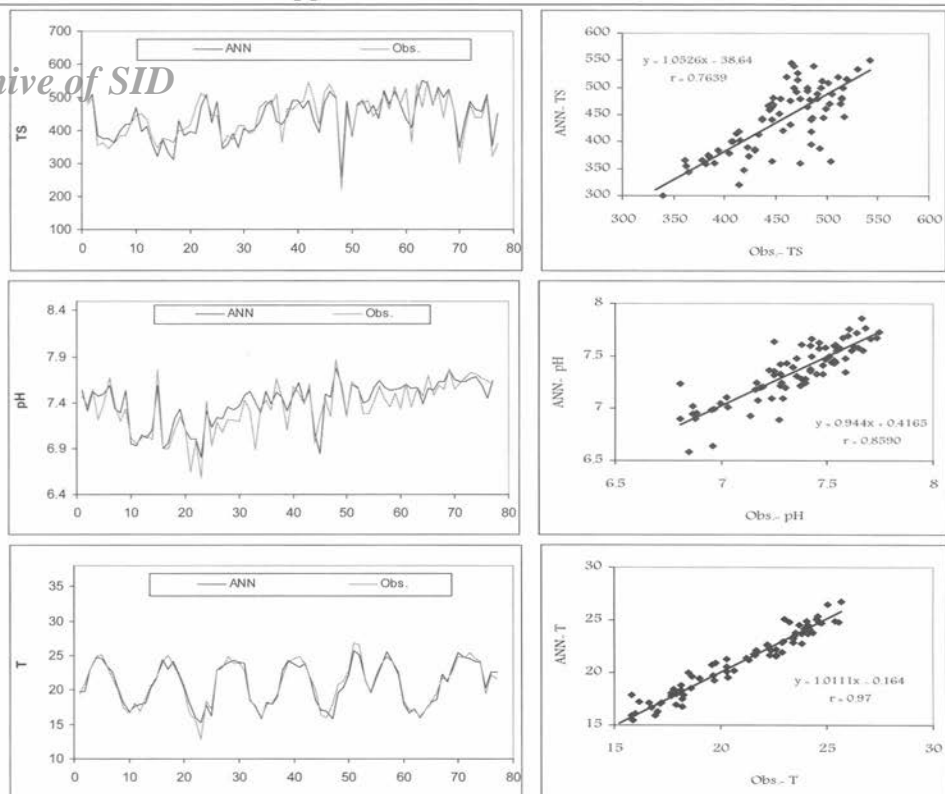 Archive of SID
700
600
500
400
300
200
100
TS
ANN
Obs.
0 10 20 30 40 50 60 70 80
600
550
500
450
400
350
300
ANN- TS
y = 1.0526x - 38.64
r = 0.7639
300 350 400 450 500 550 600
Obs.- TS
8.4
7.9
7.4
6.9
6.4
pH
ANN
Obs.
0 10 20 30 40 50 60 70 80
8
7.5
7
6.5
ANN- pH
y = 0.944x + 0.4165
r = 0.8590
6.5 7 7.5 8
Obs.- pH
35
30
25
20
15
10
T
ANN
Obs.
0 10 20 30 40 50 60 70 80
30
25
20
15
ANN- T
y = 1.0111x - 0.164
r = 0.97
15 20 25 30
Obs.- T